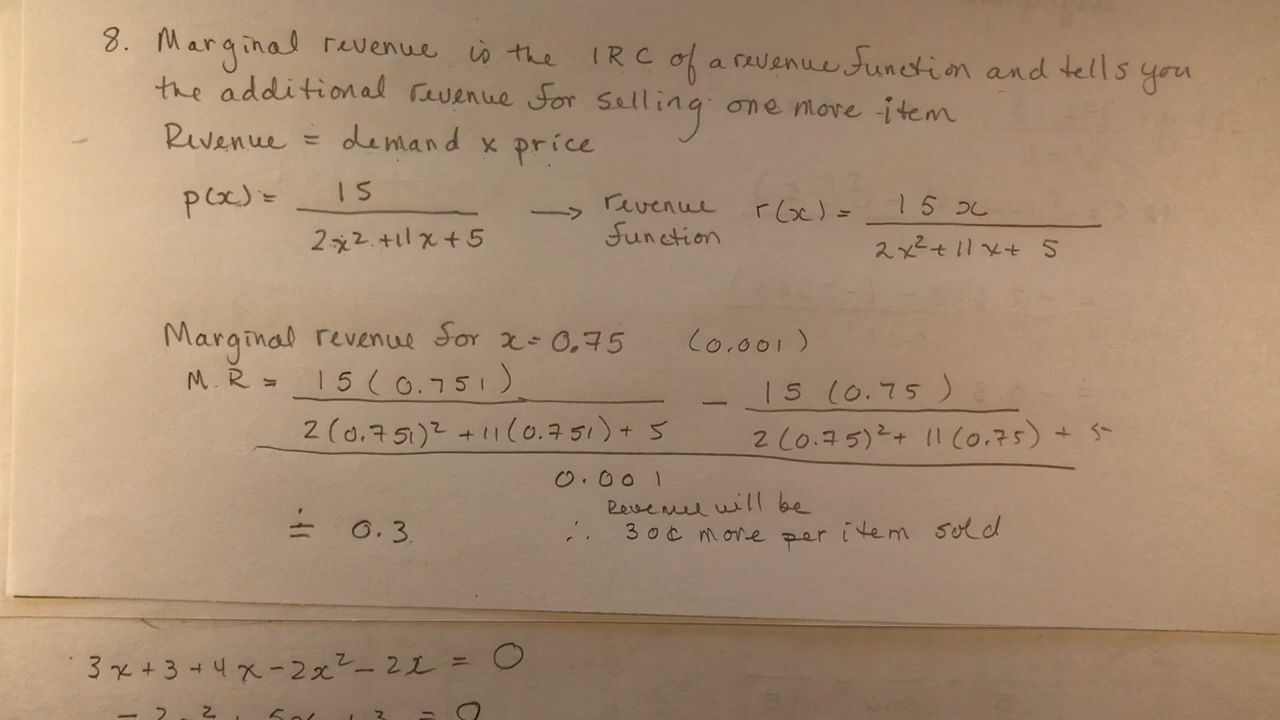 8. Marginal revenue is the IRC of a revenue function and tells you
the additional revenue for selling one more item
Revenue = demand x price
p(x) = 15 / 2x² + 11x + 5 → revenue function r(x) = 15x / 2x² + 11x + 5
Marginal revenue for x = 0.75 (0.001)
M.R = 15(0.751) / 2(0.751)² + 11(0.751) + 5 − 15(0.75) / 2(0.75)² + 11(0.75) + 5
0.001
≐ 0.3 ∴ Revenue will be 30¢ more per item sold
3x + 3 + 4x − 2x² − 2x = 0
− 2x² + 5x + 3 = 0